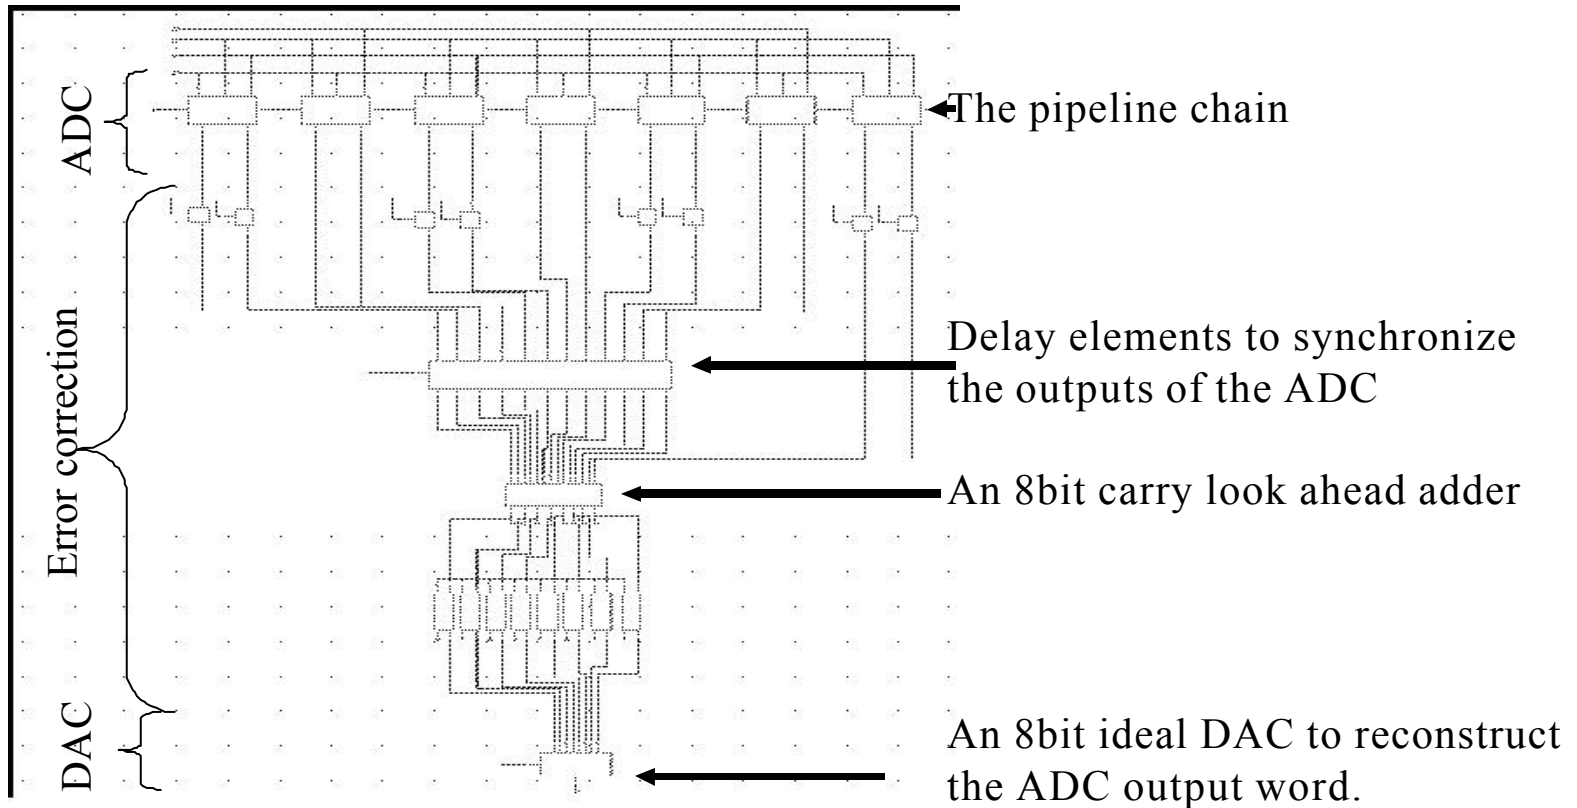 ADC
The pipeline chain
Error correction
Delay elements to synchronize
the outputs of the ADC
An 8bit carry look ahead adder
DAC
An 8bit ideal DAC to reconstruct
the ADC output word.